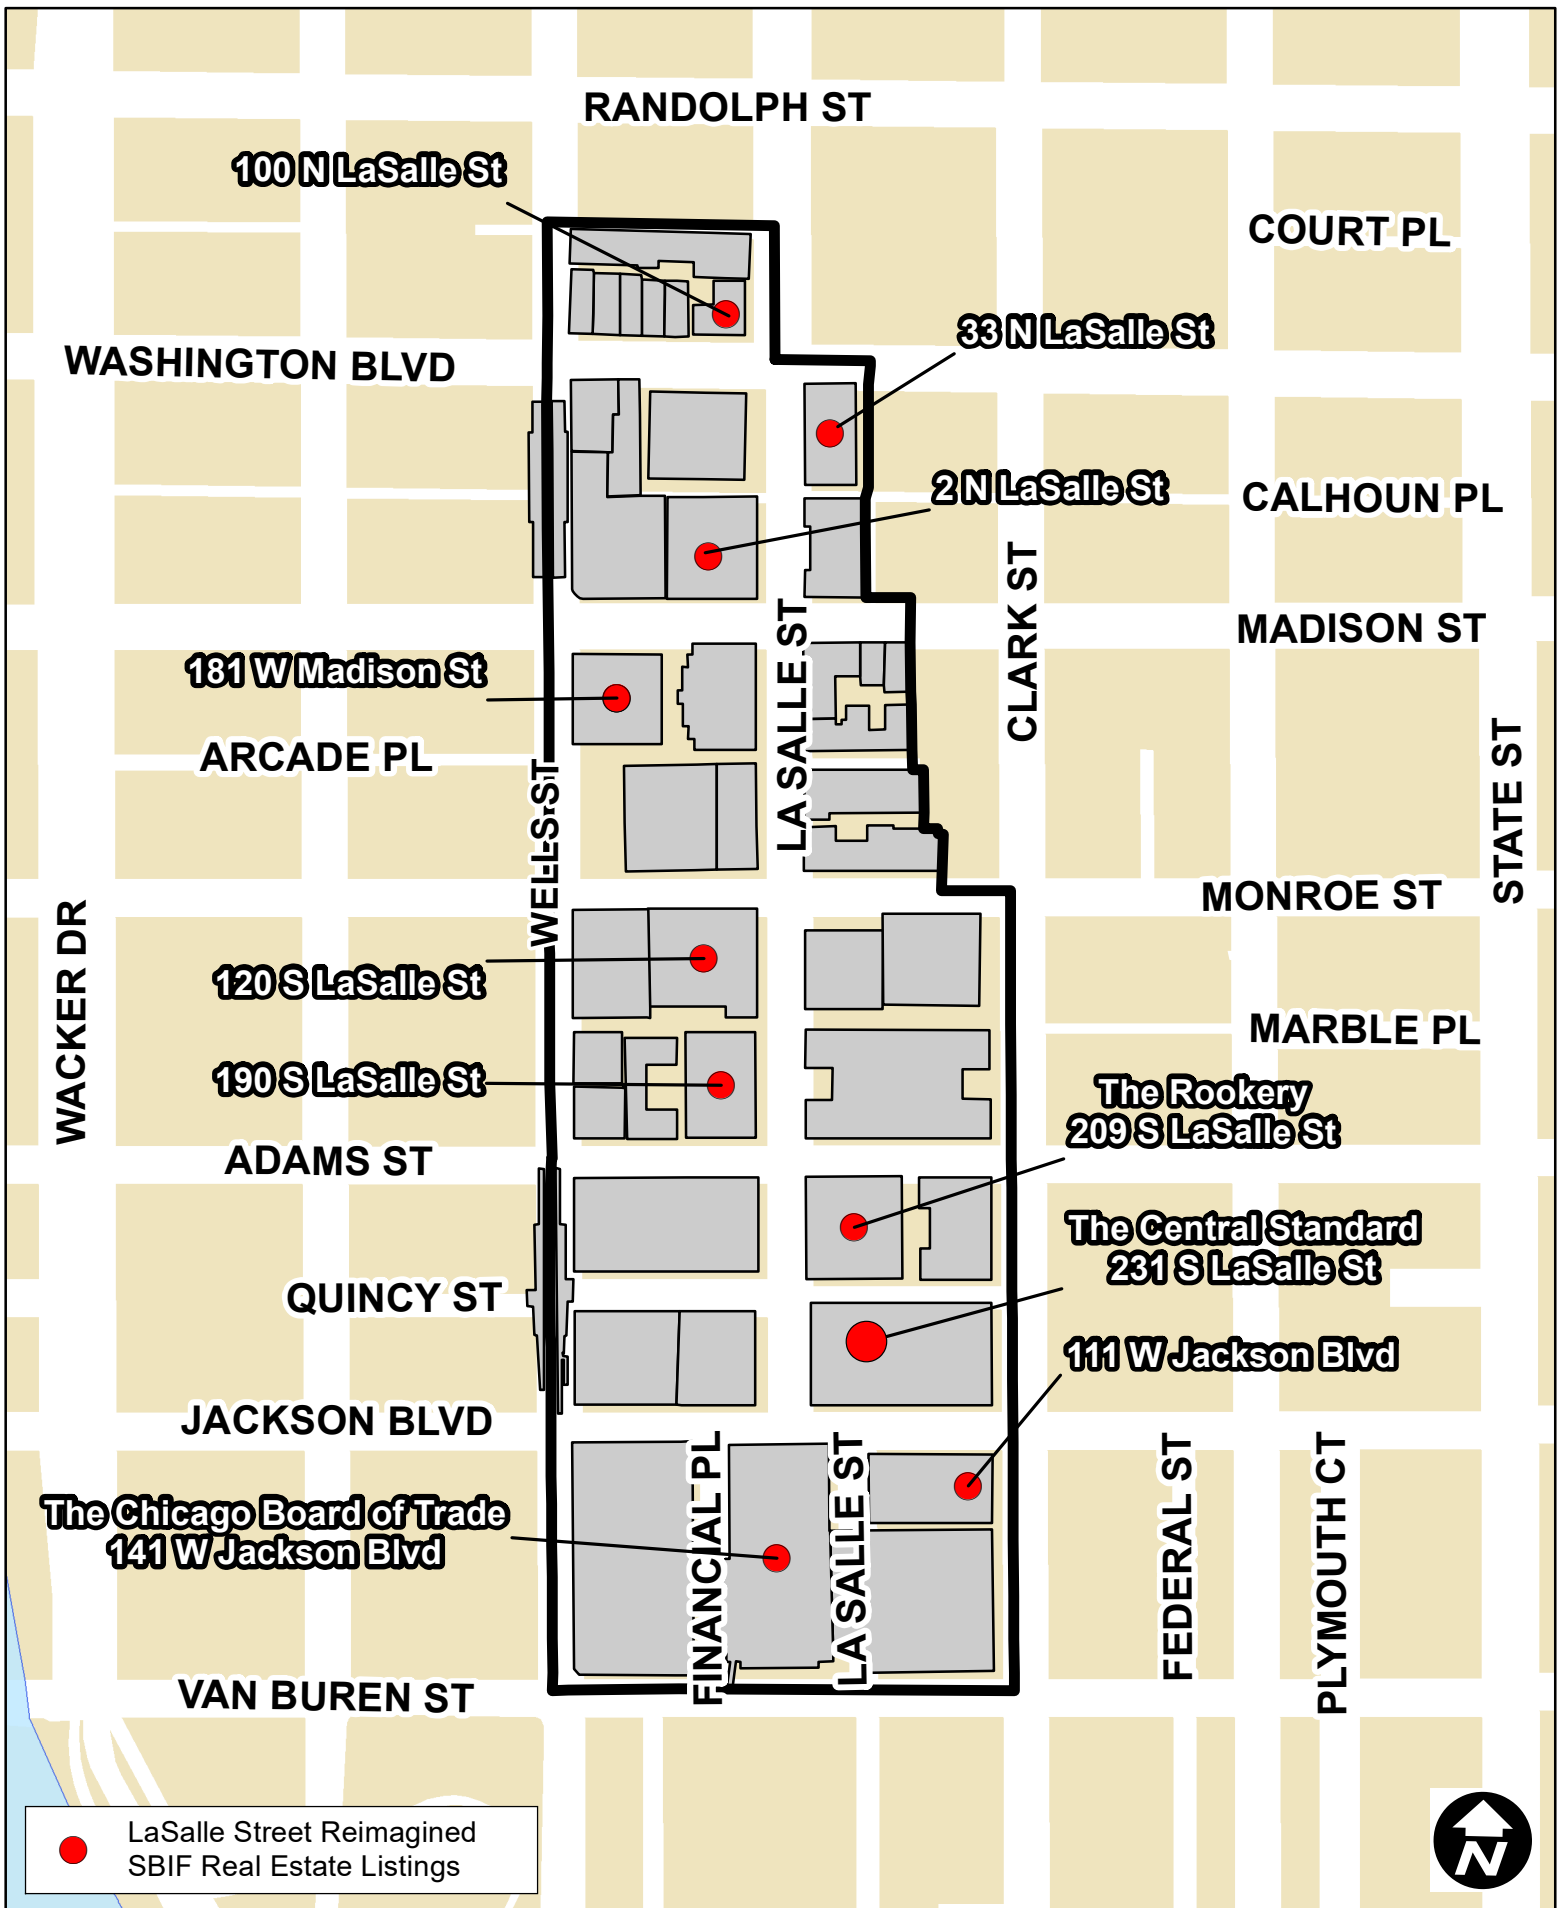 RANDOLPH ST
100 N LaSalle St
COURT PL
33 N LaSalle St
WASHINGTON BLVD
2 N LaSalle St
CALHOUN PL
CLARK ST
LASALLE ST
MADISON ST
181 W Madison St
ARCADE PL
WELLS ST
STATE ST
MONROE ST
WACKER DR
120 S LaSalle St
MARBLE PL
190 S LaSalle St
The Rookery
209 S LaSalle St
ADAMS ST
The Central Standard
231 S LaSalle St
QUINCY ST
111 W Jackson Blvd
JACKSON BLVD
FINANCIAL PL
LASALLE ST
FEDERAL ST
PLYMOUTH CT
The Chicago Board of Trade
141 W Jackson Blvd
VAN BUREN ST
LaSalle Street Reimagined
SBIF Real Estate Listings
N